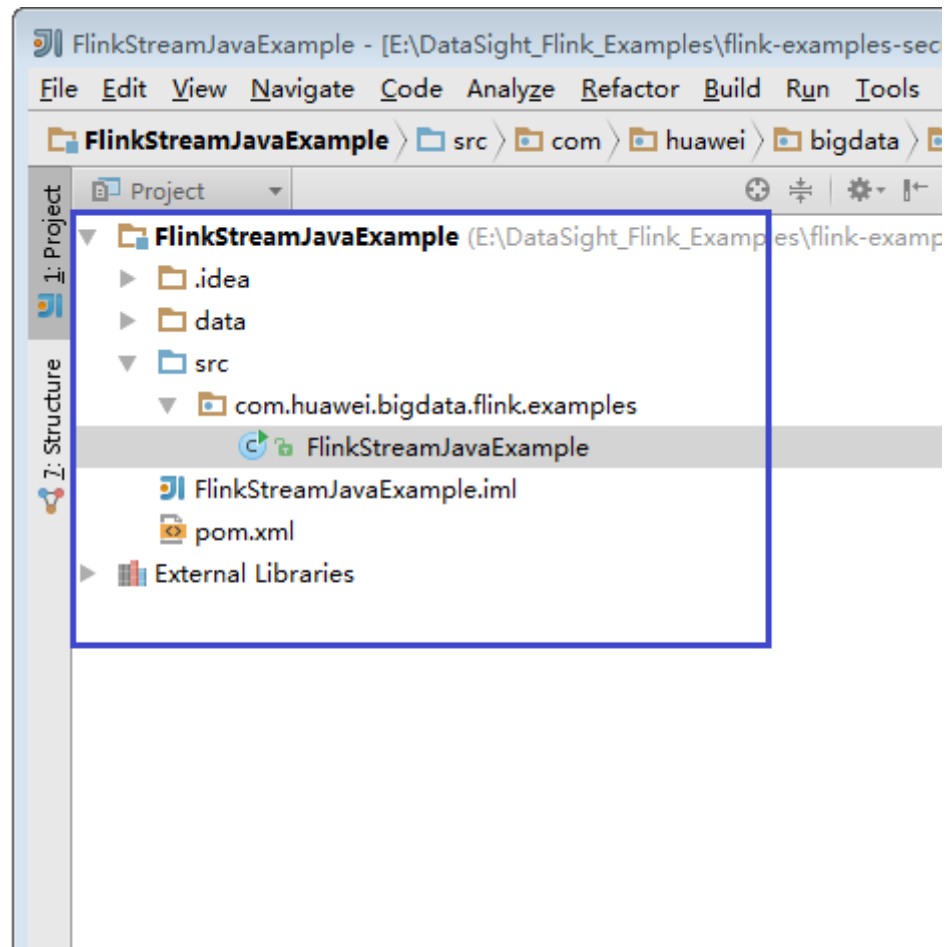 FlinkStreamJavaExample - [E:\DataSight_Flink_Examples\flink-examples-sec
File Edit View Navigate Code Analyze Refactor Build Run Tools
FlinkStreamJavaExample src com huawei bigdata
Project
1: Project
7: Structure
FlinkStreamJavaExample (E:\DataSight_Flink_Examples\flink-examp
.idea
data
src
com.huawei.bigdata.flink.examples
FlinkStreamJavaExample
FlinkStreamJavaExample.iml
pom.xml
External Libraries